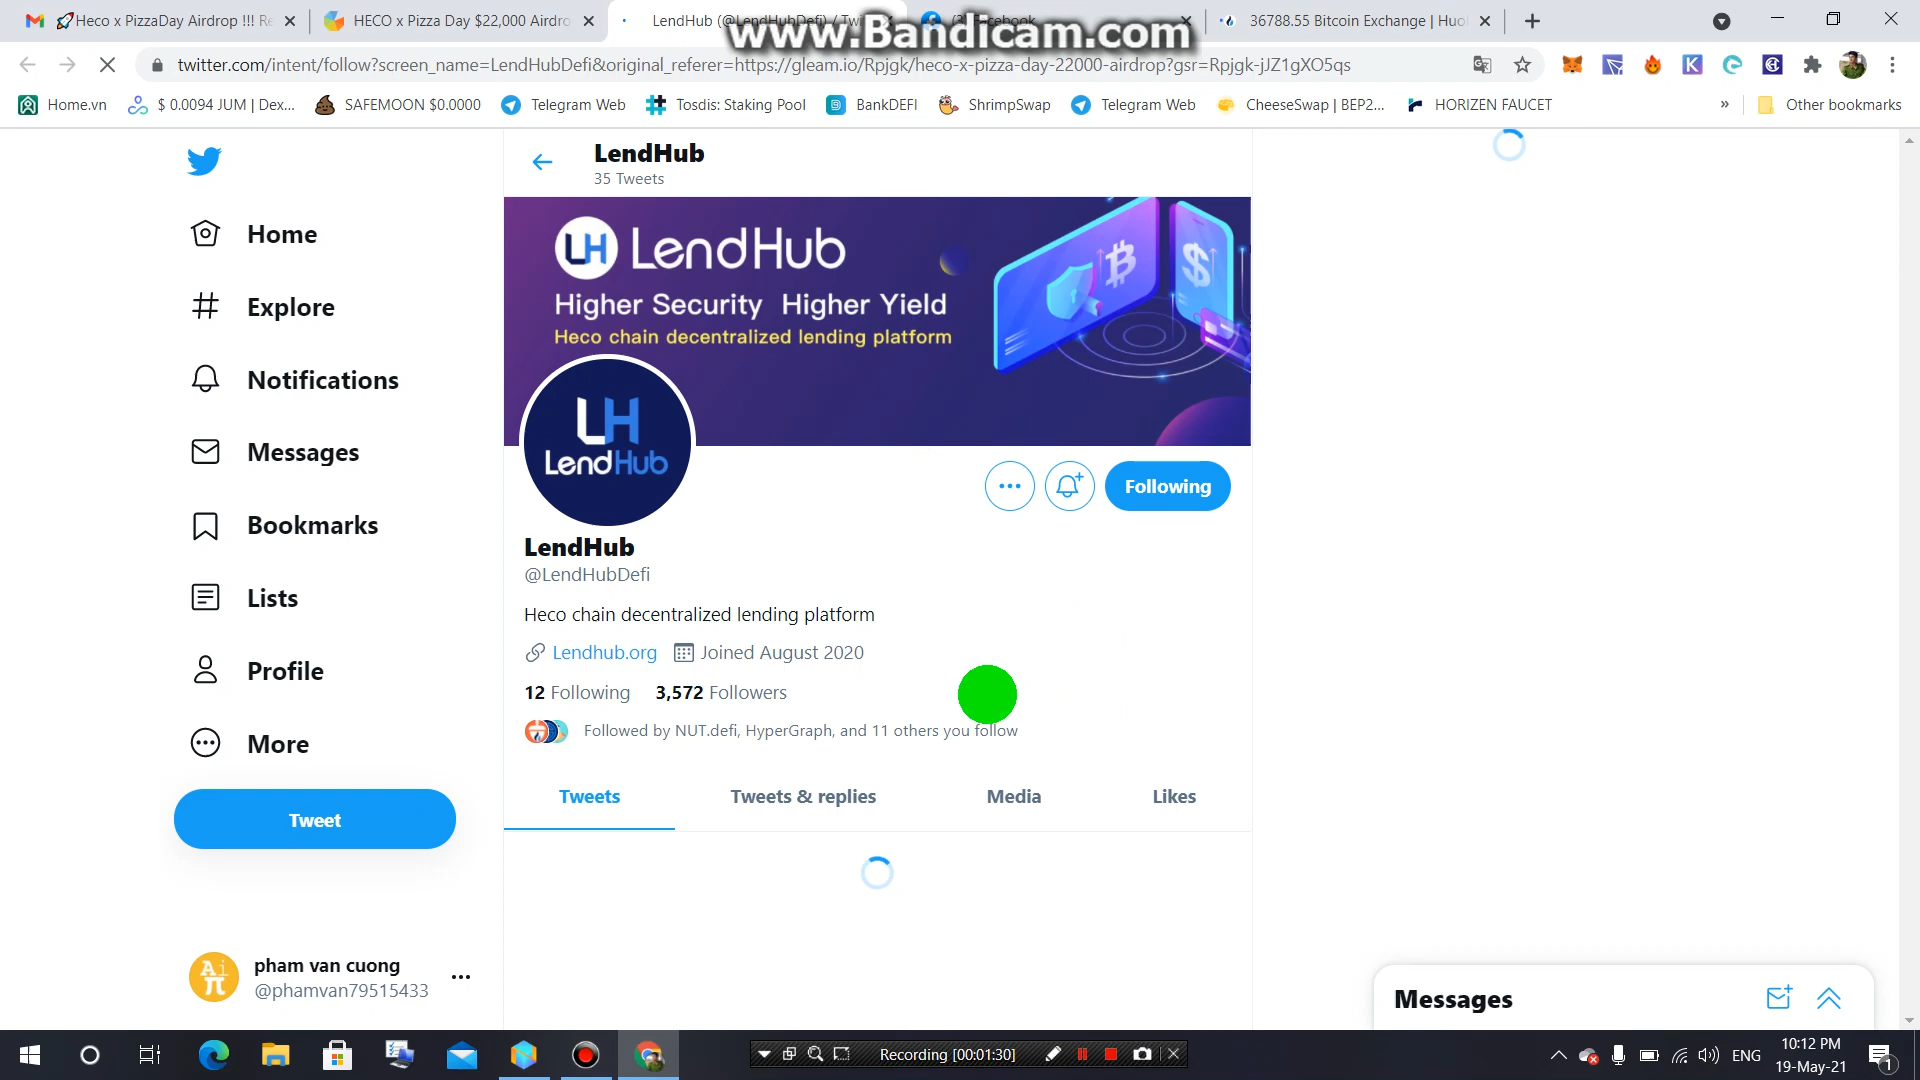 🚀Heco x PizzaDay Airdrop !!! Re
HECO x Pizza Day $22,000 Airdro
LendHub (@LendHubDefi) / Twi
36788.55 Bitcoin Exchange | Huo
www.Bandicam.com
twitter.com/intent/follow?screen_name=LendHubDefi&original_referer=https://gleam.io/Rpjgk/heco-x-pizza-day-22000-airdrop?gsr=Rpjgk-jJZ1gXO5qs
Home.vn
$ 0.0094 JUM | Dex...
SAFEMOON $0.0000
Telegram Web
Tosdis: Staking Pool
BankDEFI
ShrimpSwap
Telegram Web
CheeseSwap | BEP2...
HORIZEN FAUCET
»
Other bookmarks
LendHub
35 Tweets
Home
Explore
Notifications
Messages
Bookmarks
Lists
Profile
More
Tweet
LH LendHub
Higher Security Higher Yield
Heco chain decentralized lending platform
LH
LendHub
Following
LendHub
@LendHubDefi
Heco chain decentralized lending platform
Lendhub.org Joined August 2020
12 Following 3,572 Followers
Followed by NUT.defi, HyperGraph, and 11 others you follow
Tweets
Tweets & replies
Media
Likes
pham van cuong
@phamvan79515433
Messages
Recording [00:01:30]
ENG
10:12 PM
19-May-21
1